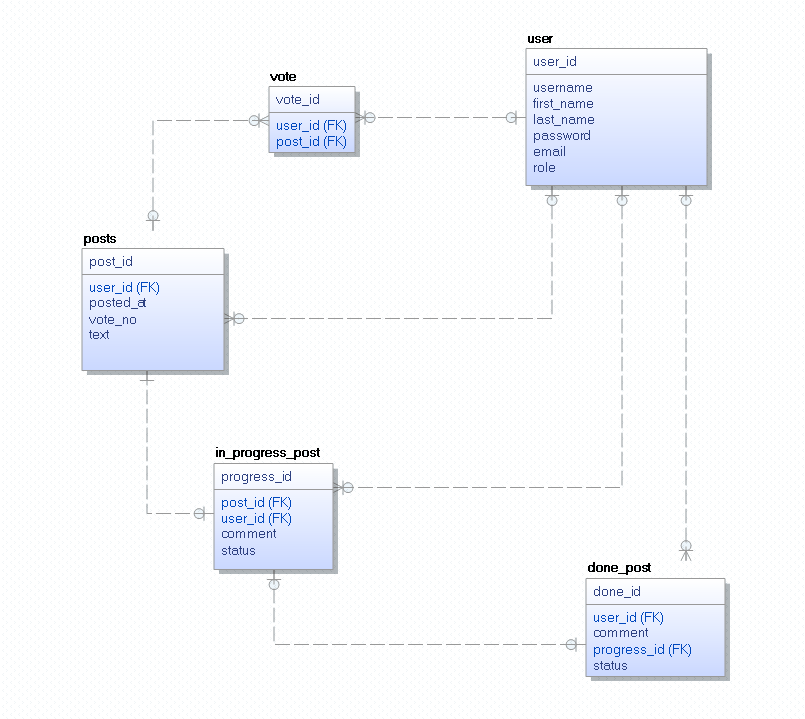 user
user_id
username
first_name
last_name
password
email
role
vote
vote_id
user_id (FK)
post_id (FK)
posts
post_id
user_id (FK)
posted_at
vote_no
text
in_progress_post
progress_id
post_id (FK)
user_id (FK)
comment
status
done_post
done_id
user_id (FK)
comment
progress_id (FK)
status